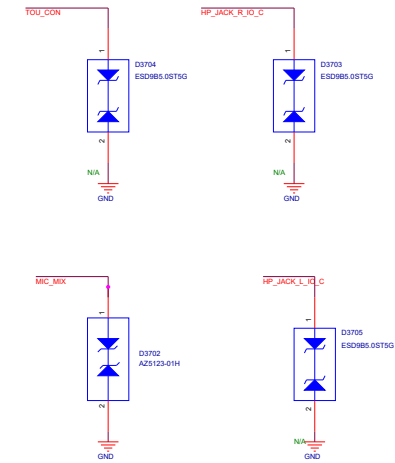 TOU_CON
1
D3704
ESD9B5.0ST5G
2
N/A
GND
HP_JACK_R_IO_C
1
D3703
ESD9B5.0ST5G
2
N/A
GND
MIC_MIX
1
D3702
AZ5123-01H
2
GND
HP_JACK_L_IO_C
1
D3705
ESD9B5.0ST5G
2
N/A
GND